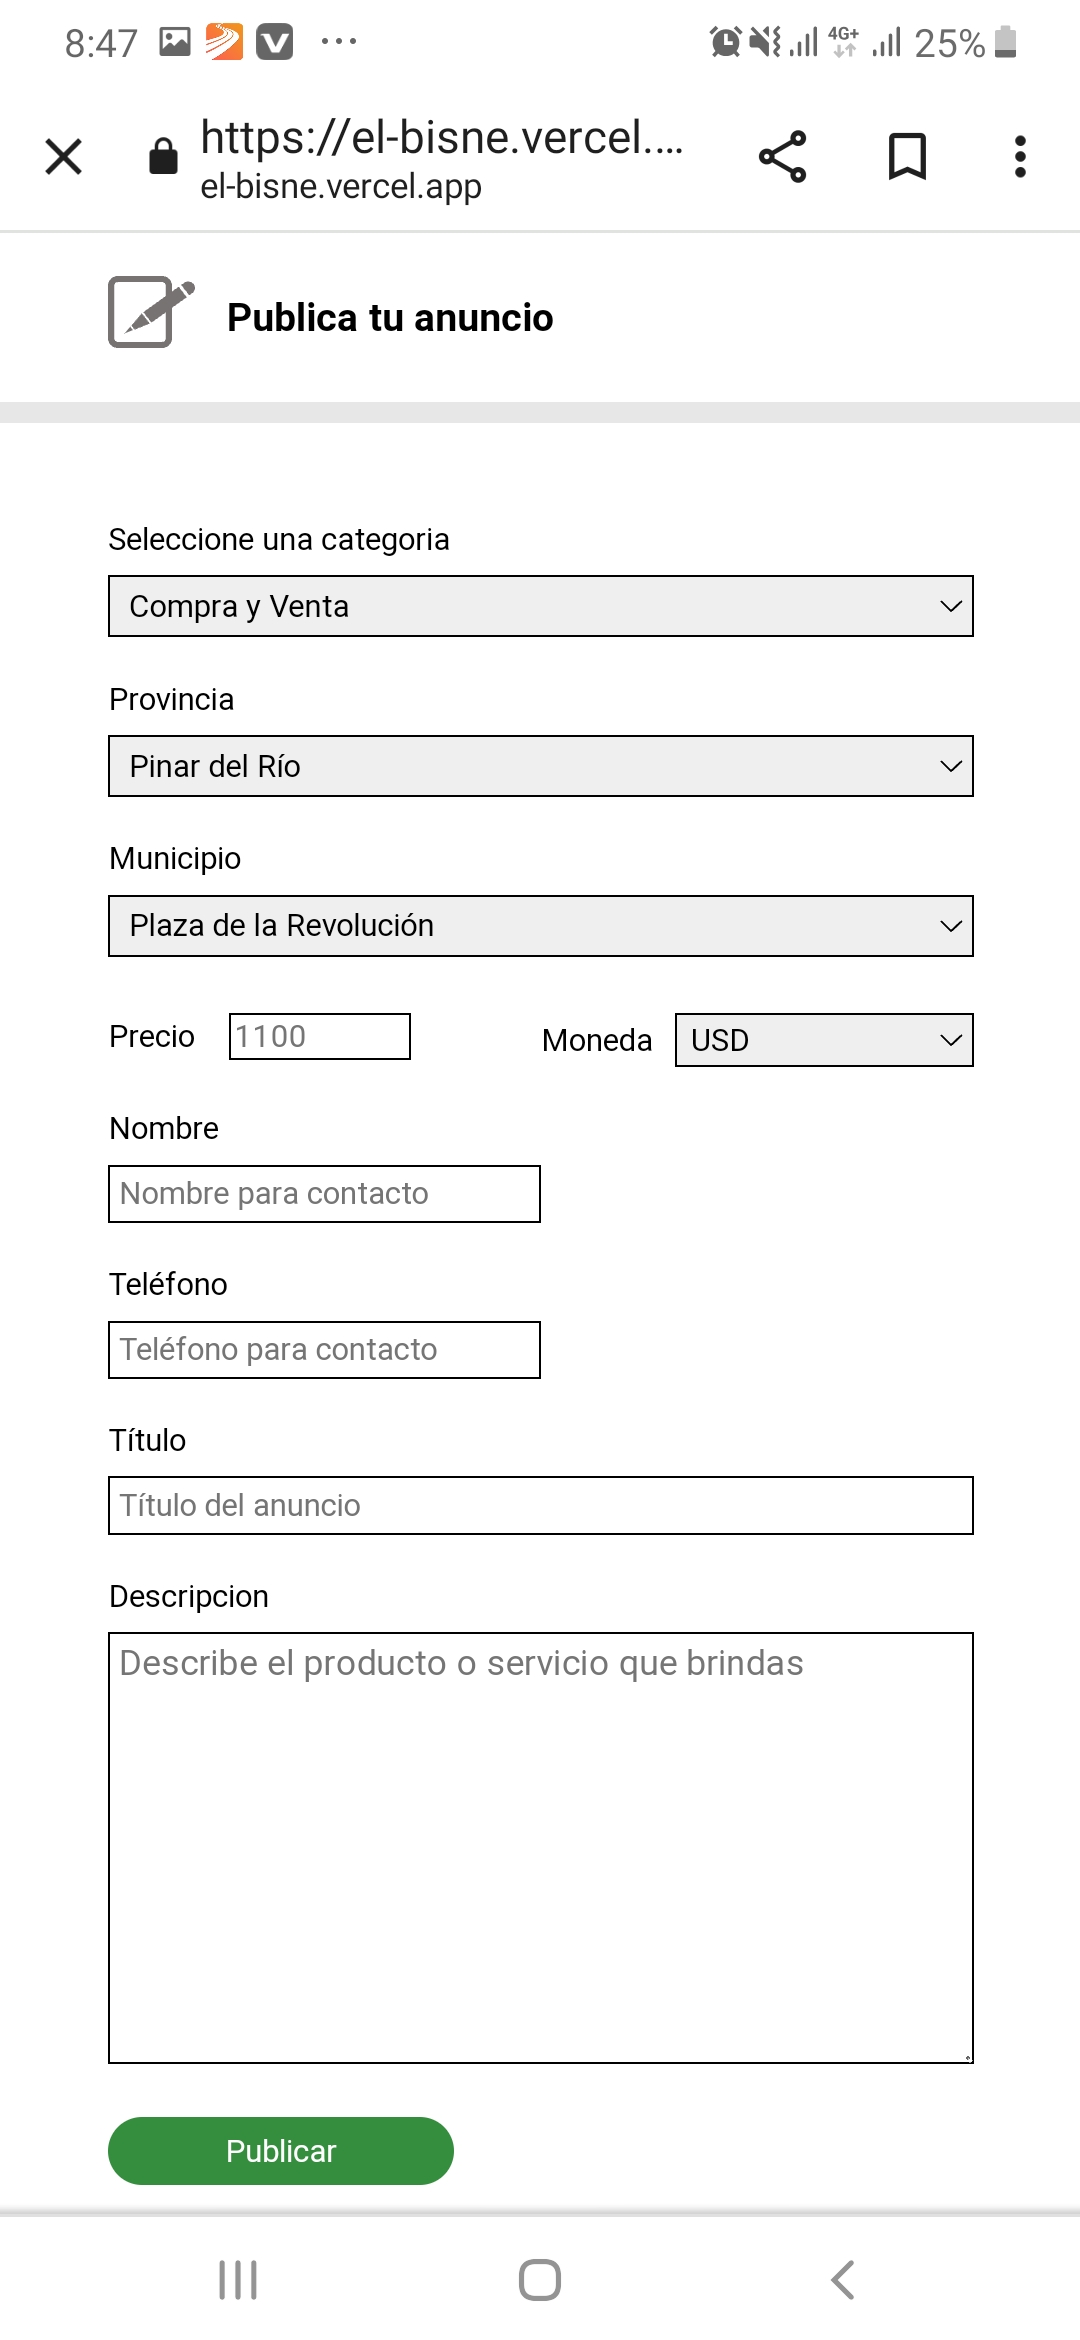 8:47
4G+
25%
https://el-bisne.vercel....
el-bisne.vercel.app
Publica tu anuncio
Seleccione una categoria
Compra y Venta
Provincia
Pinar del Río
Municipio
Plaza de la Revolución
Precio 1100 Moneda USD
Nombre
Nombre para contacto
Teléfono
Teléfono para contacto
Título
Título del anuncio
Descripcion
Describe el producto o servicio que brindas
Publicar